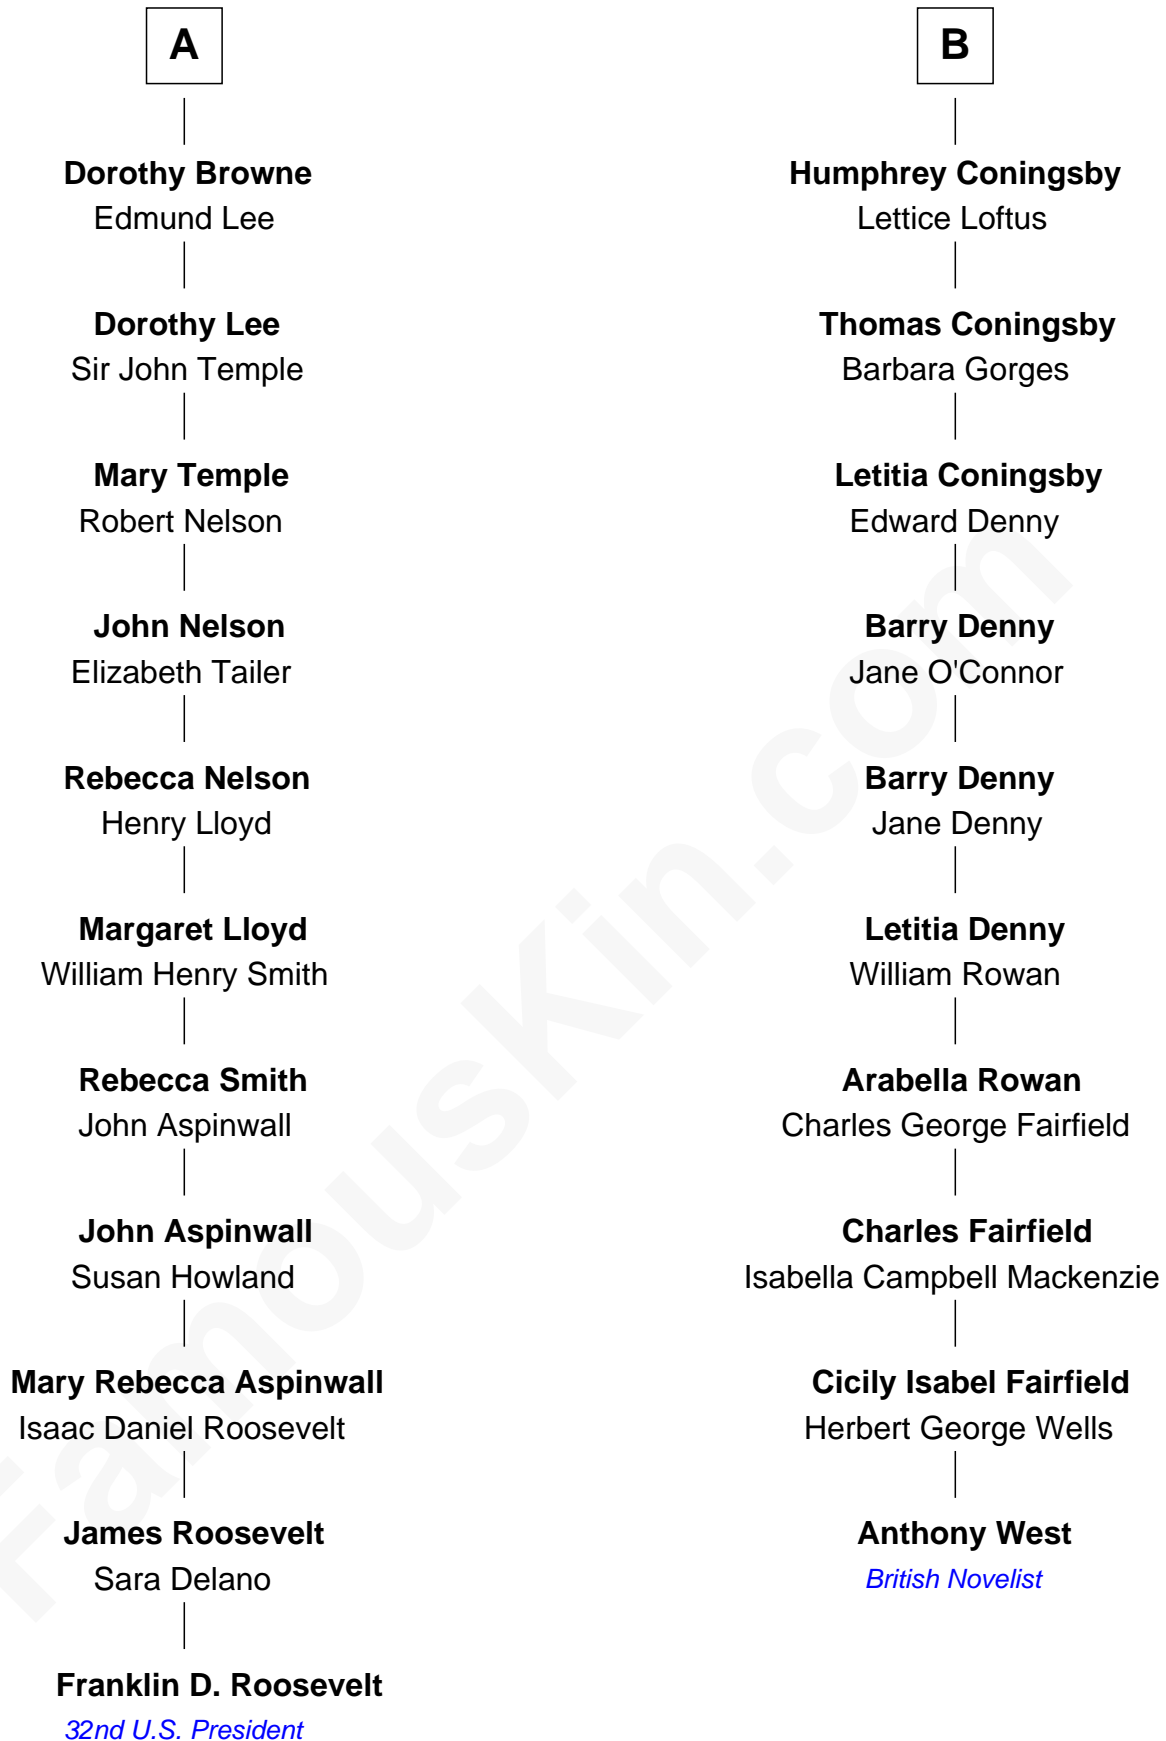 A
Dorothy Browne
Edmund Lee
Dorothy Lee
Sir John Temple
Mary Temple
Robert Nelson
John Nelson
Elizabeth Tailer
Rebecca Nelson
Henry Lloyd
Margaret Lloyd
William Henry Smith
Rebecca Smith
John Aspinwall
John Aspinwall
Susan Howland
Mary Rebecca Aspinwall
Isaac Daniel Roosevelt
James Roosevelt
Sara Delano
Franklin D. Roosevelt
32nd U.S. President
B
Humphrey Coningsby
Lettice Loftus
Thomas Coningsby
Barbara Gorges
Letitia Coningsby
Edward Denny
Barry Denny
Jane O'Connor
Barry Denny
Jane Denny
Letitia Denny
William Rowan
Arabella Rowan
Charles George Fairfield
Charles Fairfield
Isabella Campbell Mackenzie
Cicily Isabel Fairfield
Herbert George Wells
Anthony West
British Novelist
FamousKin.com